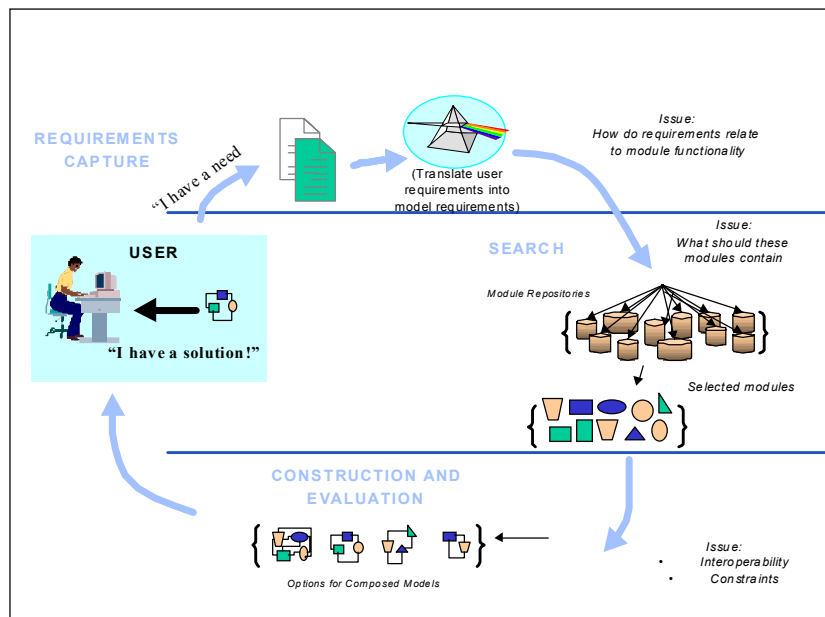 REQUIREMENTS
CAPTURE
“I have a need
(Translate user
requirements into
model requirements)
Issue:
How do requirements relate
to module functionality
USER
“I have a solution!”
SEARCH
Issue:
What should these
modules contain
Module Repositories
Selected modules
CONSTRUCTION AND
EVALUATION
Options for Composed Models
Issue:
• Interoperability
• Constraints